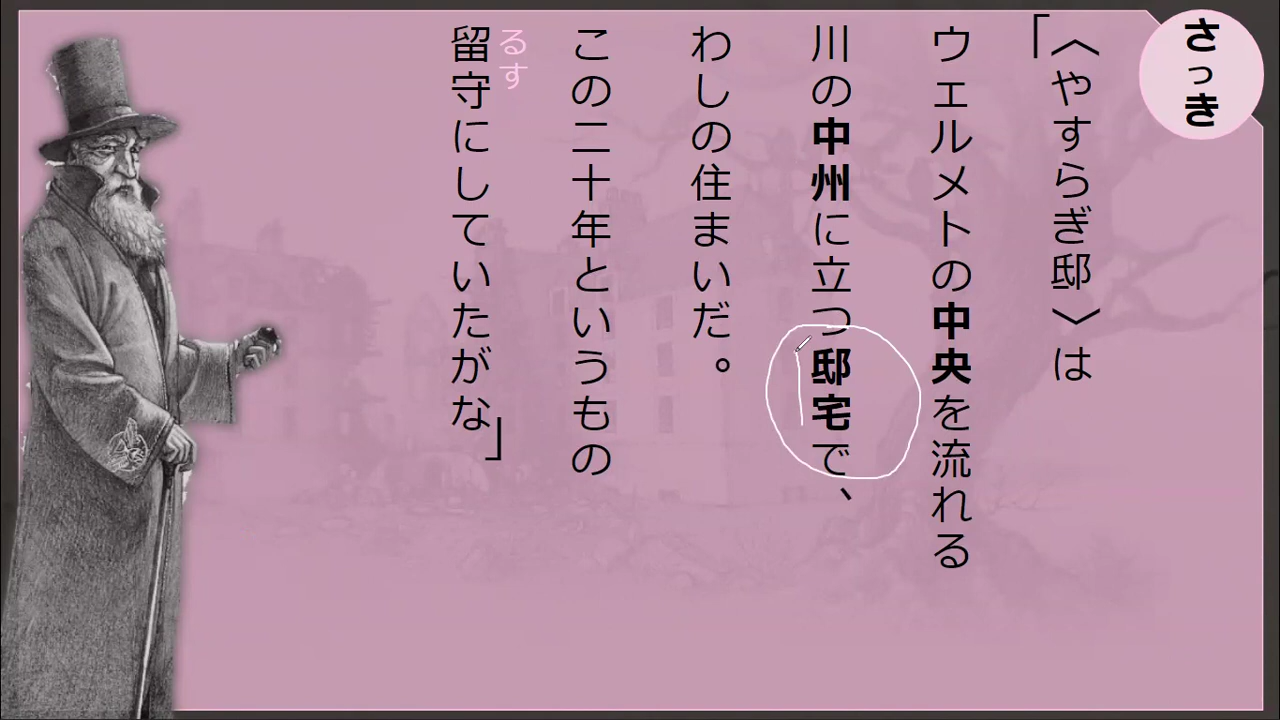 さっき
「〈やすらぎ邸〉は
ウェルメトの中央を流れる
川の中州に立つ邸宅で、
わしの住まいだ。
この二十年というもの
るす
留守にしていたがな」